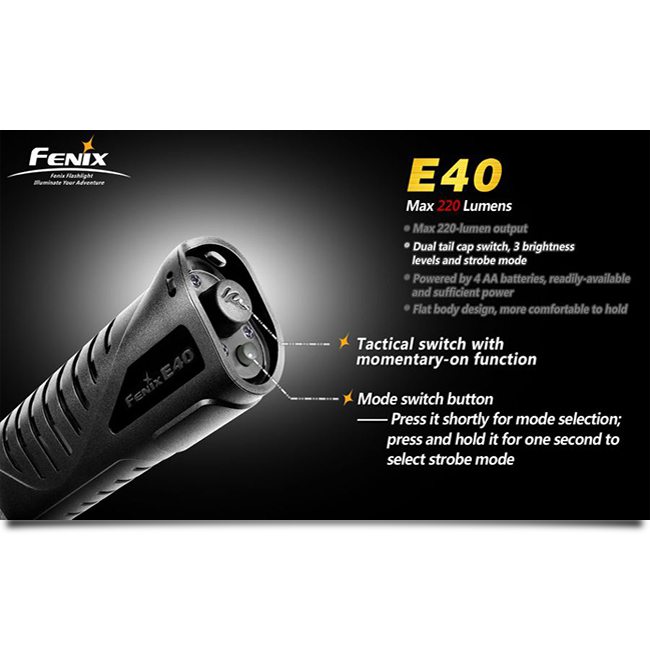 FENIX
Fenix Flashlight
Illuminate Your Adventure
E40
Max 220 Lumens
Max 220-lumen output
Dual tail cap switch, 3 brightness
levels and strobe mode
Powered by 4 AA batteries, readily-available
and sufficient power
Flat body design, more comfortable to hold
Tactical switch with
momentary-on function
FENIX E40
Mode switch button
—— Press it shortly for mode selection;
press and hold it for one second to
select strobe mode